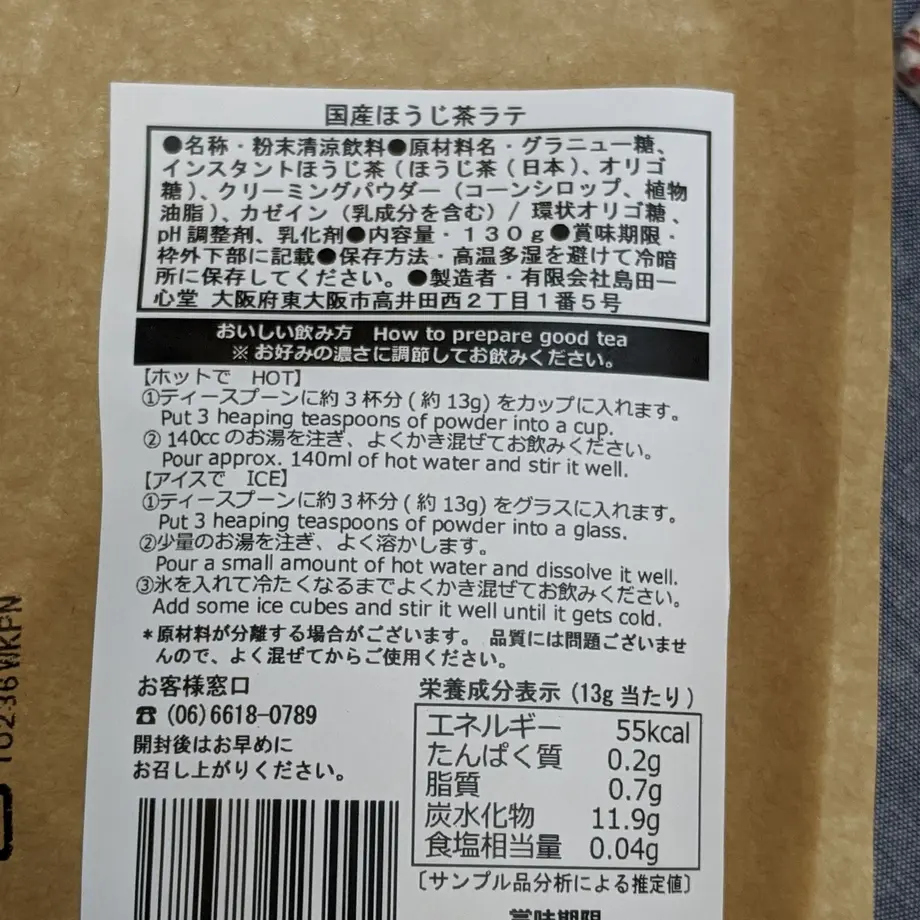 国産ほうじ茶ラテ
●名称・粉末清涼飲料●原材料名・グラニュー糖、
インスタントほうじ茶(ほうじ茶(日本)、オリゴ
糖)、クリーミングパウダー(コーンシロップ、植物
油脂)、カゼイン(乳成分を含む)/ 環状オリゴ糖、
pH調整剤、乳化剤●内容量・130g●賞味期限・
枠外下部に記載●保存方法・高温多湿を避けて冷暗
所に保存してください。●製造者・有限会社島田一
心堂 大阪府東大阪市高井田西2丁目1番5号
おいしい飲み方 How to prepare good tea
※ お好みの濃さに調節してお飲みください。
【ホットで HOT】
①ティースプーンに約3杯分(約13g)をカップに入れます。
Put 3 heaping teaspoons of powder into a cup.
② 140ccのお湯を注ぎ、よくかき混ぜてお飲みください。
Pour approx. 140ml of hot water and stir it well.
【アイスで ICE】
①ティースプーンに約3杯分(約13g)をグラスに入れます。
Put 3 heaping teaspoons of powder into a glass.
②少量のお湯を注ぎ、よく溶かします。
Pour a small amount of hot water and dissolve it well.
③氷を入れて冷たくなるまでよくかき混ぜてお飲みください。
Add some ice cubes and stir it well until it gets cold.
*原材料が分離する場合がございます。 品質には問題ございませ
んので、よく混ぜてからご使用ください。
お客様窓口
☎ (06)6618-0789
開封後はお早めに
お召し上がりください。
栄養成分表示(13g当たり)
エネルギー 55kcal
たんぱく質 0.2g
脂質 0.7g
炭水化物 11.9g
食塩相当量 0.04g
〔サンプル品分析による推定値〕
賞味期限